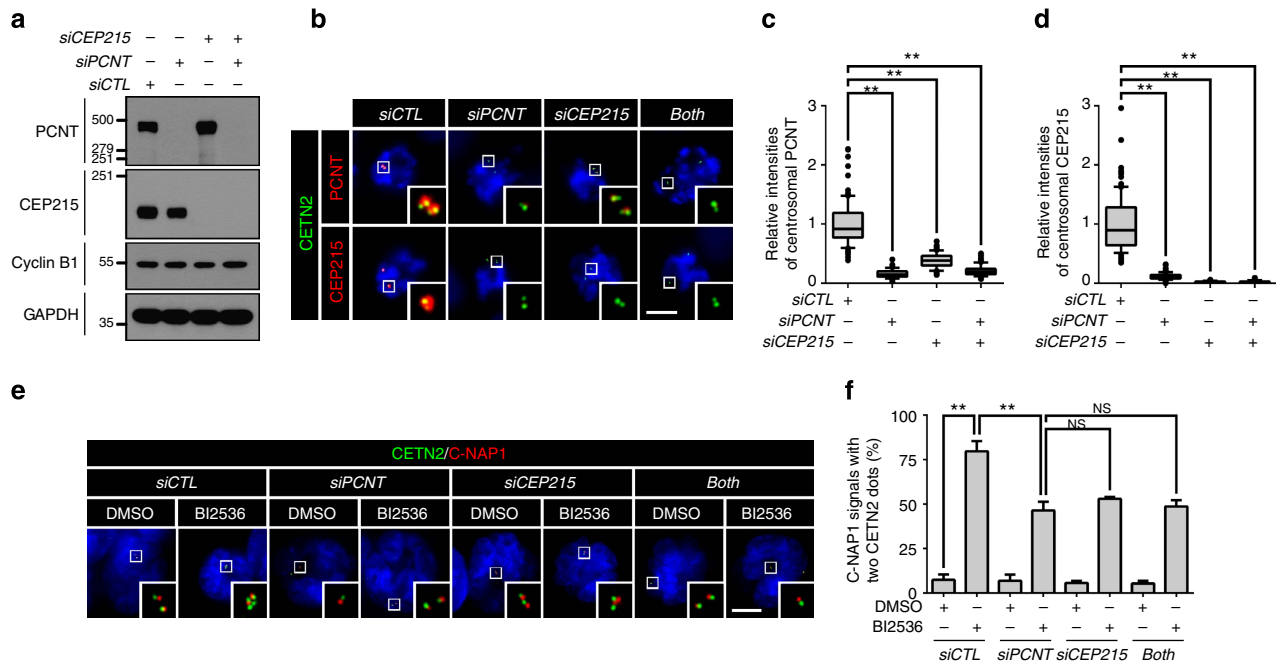 a
siCEP215 – – + +
siPCNT – + – +
siCTL + – – –
PCNT
500
279
251
CEP215
251
Cyclin B1
55
GAPDH
35
b
siCTL siPCNT siCEP215 Both
CETN2
PCNT
CEP215
c
Relative intensities
of centrosomal PCNT
3
2
1
0
**
**
**
siCTL + – – –
siPCNT – + – +
siCEP215 – – + +
d
Relative intensities
of centrosomal CEP215
3
2
1
0
**
**
**
siCTL + – – –
siPCNT – + – +
siCEP215 – – + +
e
CETN2/C-NAP1
siCTL siPCNT siCEP215 Both
DMSO BI2536 DMSO BI2536 DMSO BI2536 DMSO BI2536
f
C-NAP1 signals with
two CETN2 dots (%)
100
75
50
25
0
** ** NS
NS
DMSO + – + – + – + –
BI2536 – + – + – + – +
siCTL siPCNT siCEP215 Both